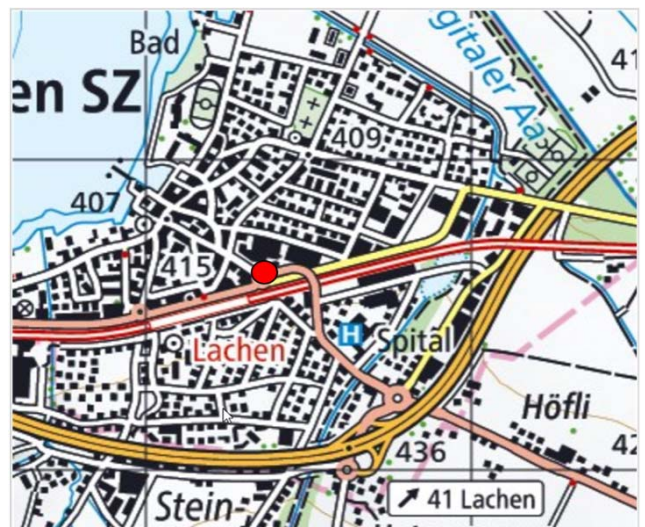 Bad
gitaler Aa
41
en SZ
409
407
415
H Spital
Lachen
Höfli
42
436
41 Lachen
Stein